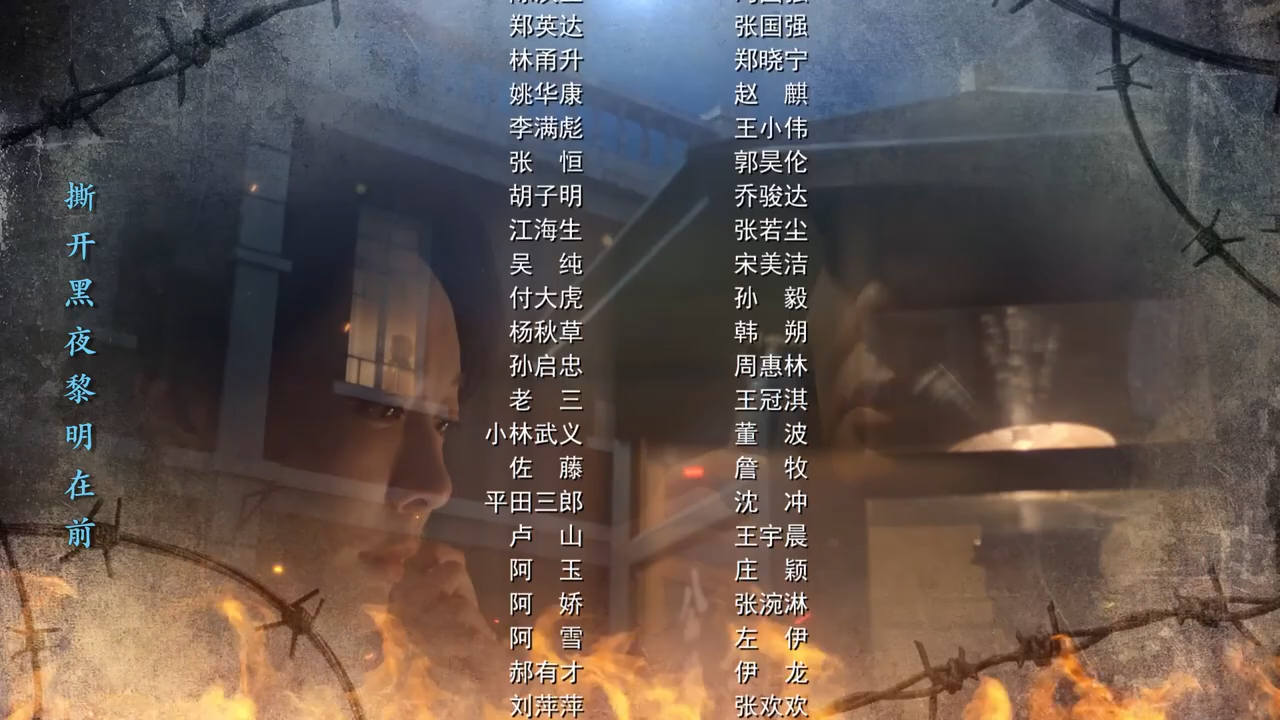 撕开黑夜黎明在前
郑英达 张国强
林甬升 郑晓宁
姚华康 赵麒
李满彪 王小伟
张恒 郭昊伦
胡子明 乔骏达
江海生 张若尘
吴纯 宋美洁
付大虎 孙毅
杨秋草 韩朔
孙启忠 周惠林
老三 王冠淇
小林武义 董波
佐藤 詹牧
平田三郎 沈冲
卢山 王宇晨
阿玉 庄颖
阿娇 张涴淋
阿雪 左伊
郝有才 伊龙
刘萍萍 张欢欢